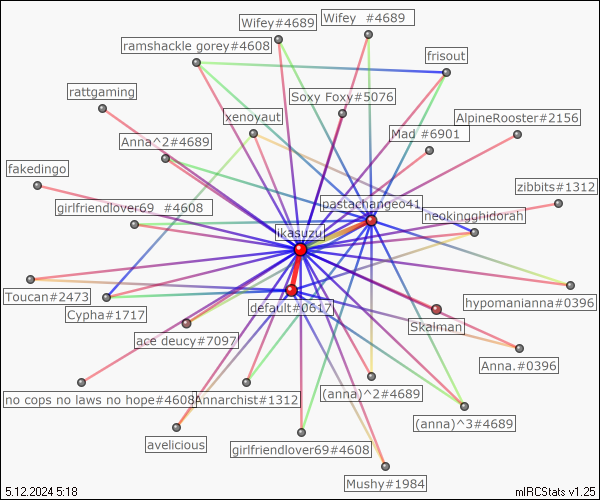 Wifey  #4689
Wifey#4689
ramshackle gorey#4608
frisout
rattgaming
Soxy Foxy#5076
xenoyaut
AlpineRooster#2156
Anna^2#4689
Mad #6901
fakedingo
zibbits#1312
pastachangeo41
girlfriendlover69  #4608
neokingghidorah
ikasuzu
Toucan#2473
hypomanianna#0396
default#0617
Cypha#1717
Skalman
ace deucey#7097
Anna.#0396
no cops no laws no hope#4608
Annarchist#1312
(anna)^2#4689
(anna)^3#4689
avelicious
girlfriendlover69#4608
Mushy#1984
5.12.2024 5:18
mIRCStats v1.25